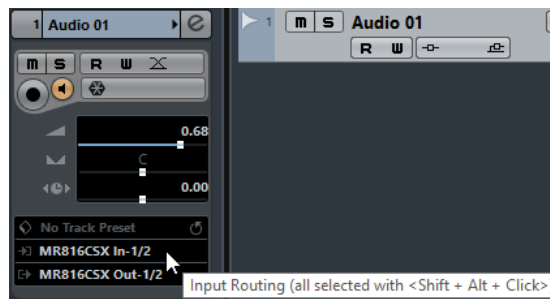 1 Audio 01
m S R W
0.68
C
0.00
No Track Preset
MR816CSX In-1/2
MR816CSX Out-1/2
1 m S Audio 01
R W
Input Routing (all selected with <Shift + Alt + Click>